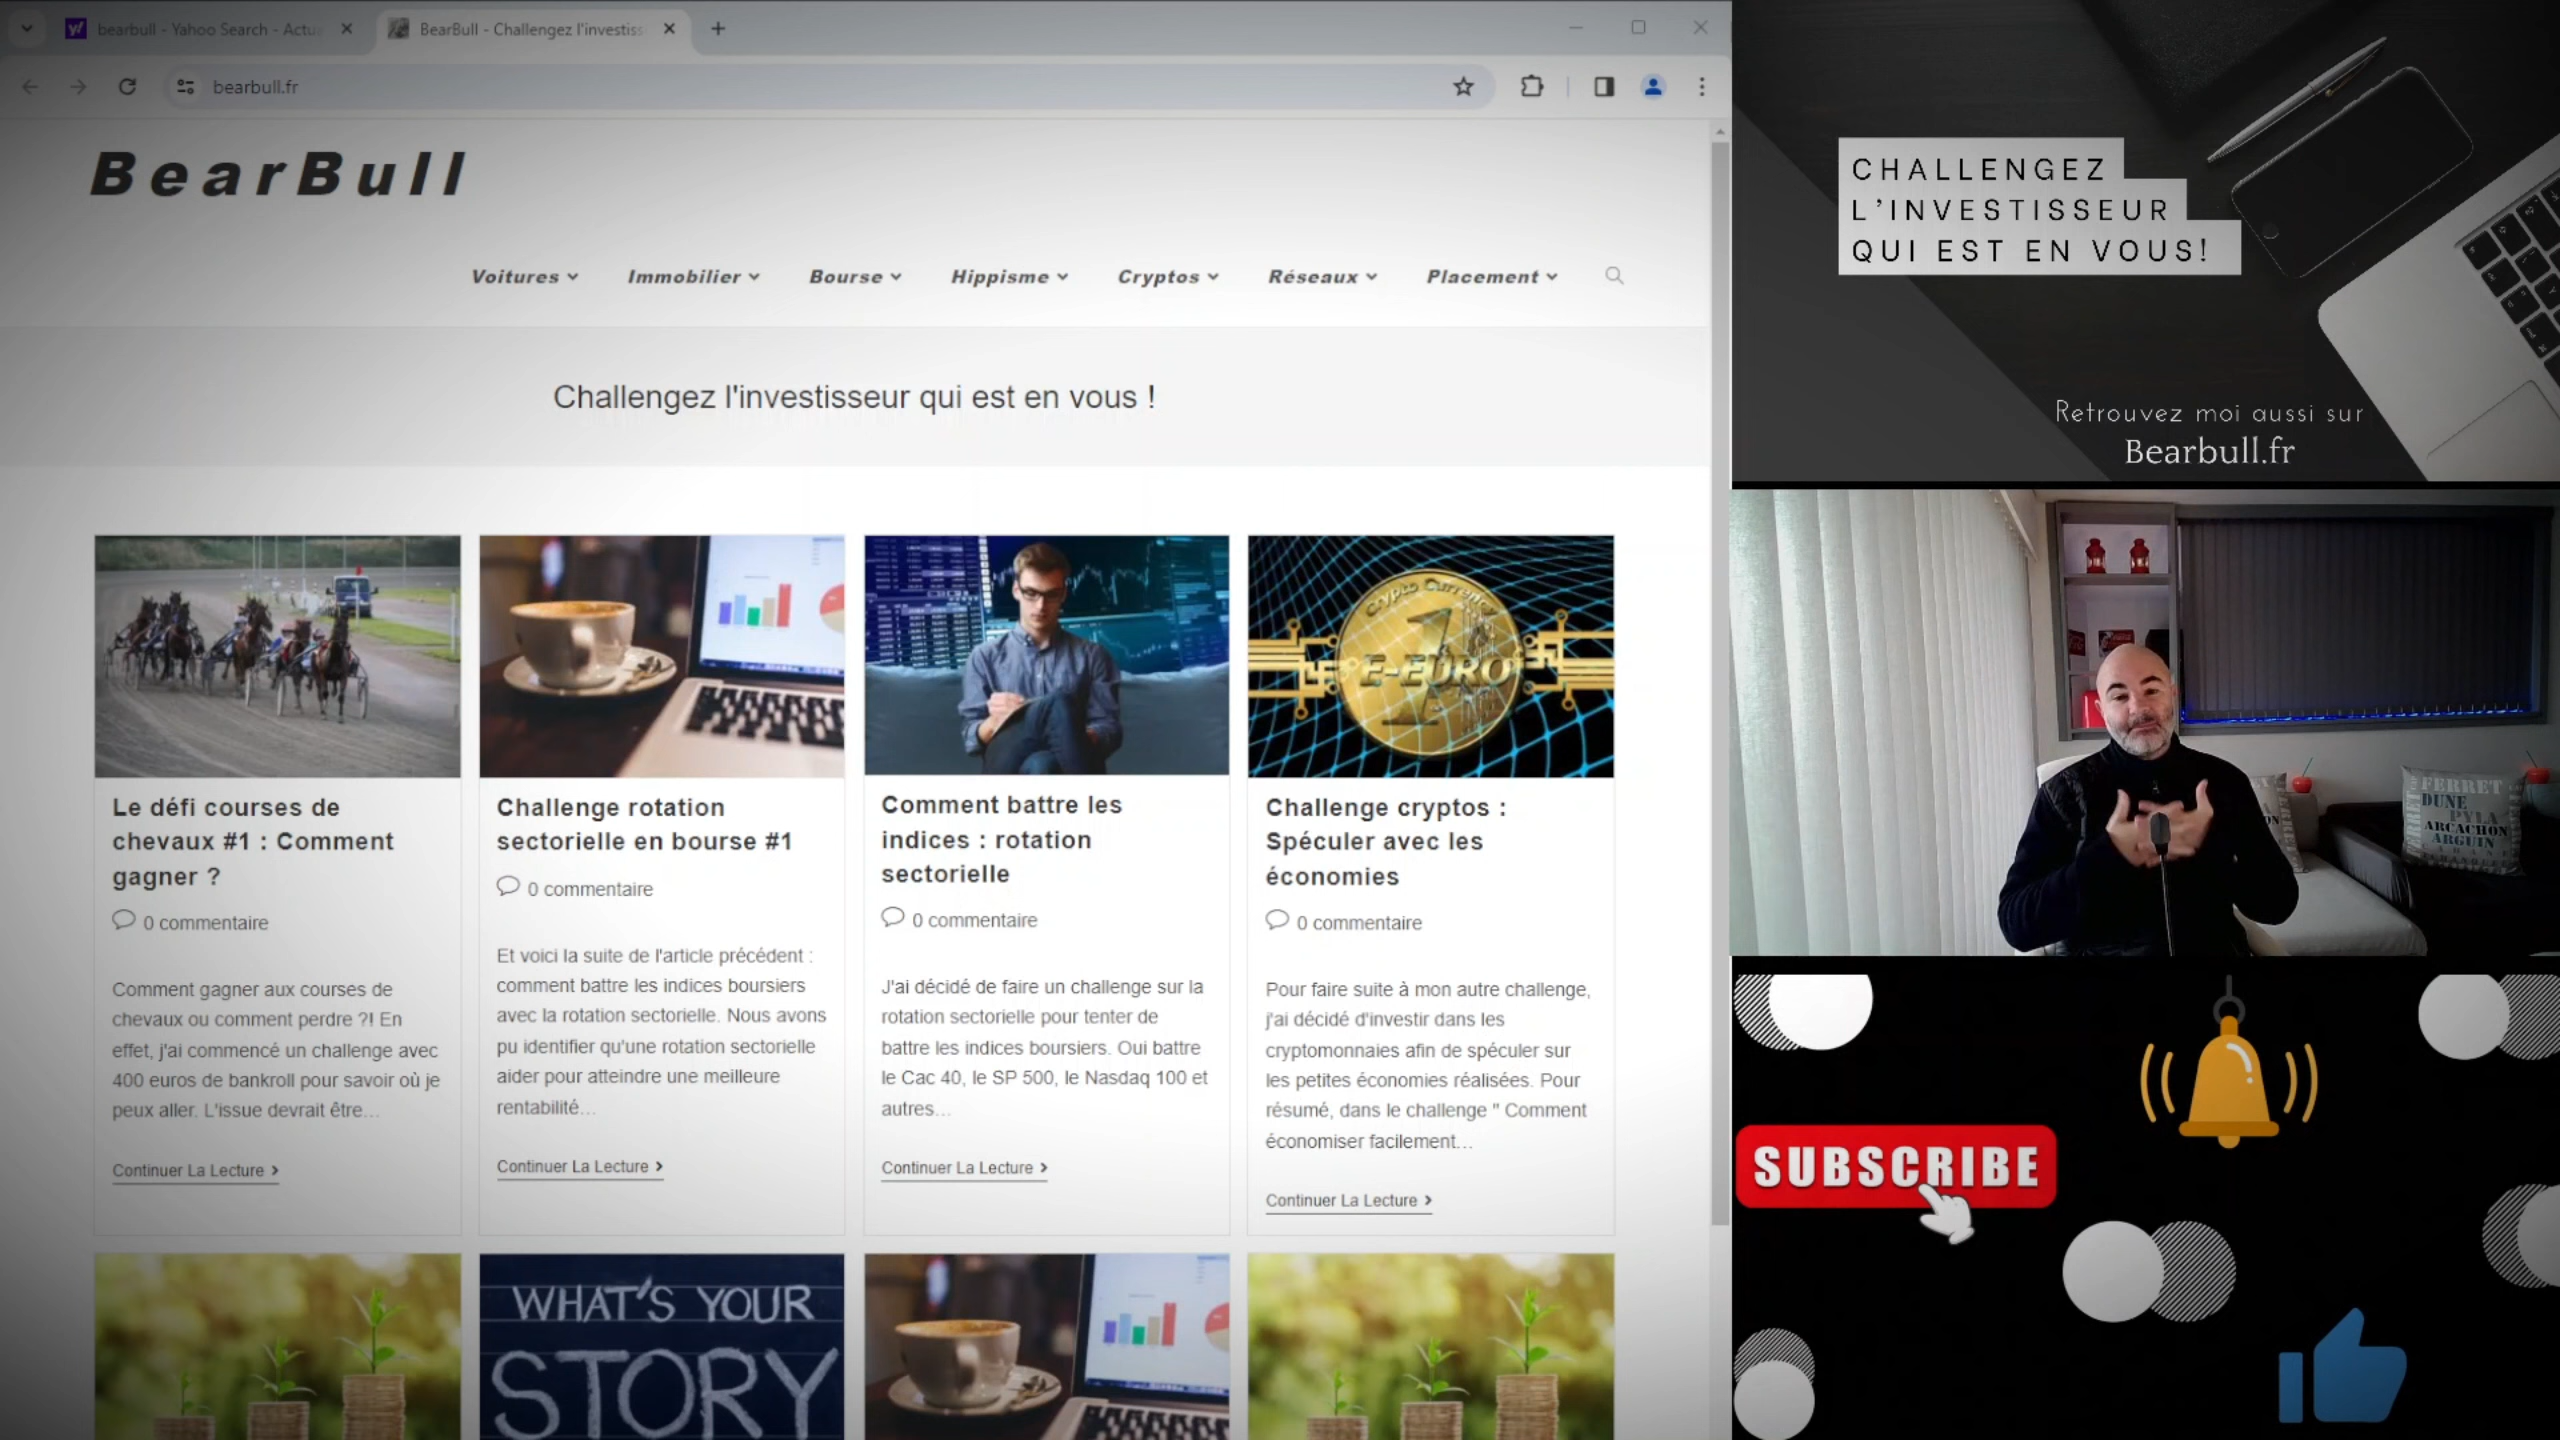 bearbull - Yahoo Search - Actu
BearBull - Challengez l'investiss
bearbull.fr
BearBull
Voitures
Immobilier
Bourse
Hippisme
Cryptos
Réseaux
Placement
Challengez l'investisseur qui est en vous !
Crypto Currency
1
E-EURO
Le défi courses de
chevaux #1 : Comment
gagner ?
0 commentaire
Comment gagner aux courses de
chevaux ou comment perdre ?! En
effet, j'ai commencé un challenge avec
400 euros de bankroll pour savoir où je
peux aller. L'issue devrait être...
Continuer La Lecture
Challenge rotation
sectorielle en bourse #1
0 commentaire
Et voici la suite de l'article précédent :
comment battre les indices boursiers
avec la rotation sectorielle. Nous avons
pu identifier qu'une rotation sectorielle
aider pour atteindre une meilleure
rentabilité...
Continuer La Lecture
Comment battre les
indices : rotation
sectorielle
0 commentaire
J'ai décidé de faire un challenge sur la
rotation sectorielle pour tenter de
battre les indices boursiers. Oui battre
le Cac 40, le SP 500, le Nasdaq 100 et
autres...
Continuer La Lecture
Challenge cryptos :
Spéculer avec les
économies
0 commentaire
Pour faire suite à mon autre challenge,
j'ai décidé d'investir dans les
cryptomonnaies afin de spéculer sur
les petites économies réalisées. Pour
résumé, dans le challenge " Comment
économiser facilement...
Continuer La Lecture
WHAT'S YOUR
STORY
CHALLENGEZ
L'INVESTISSEUR
QUI EST EN VOUS!
Retrouvez moi aussi sur
Bearbull.fr
FERRET
DUNE
PYLA
ARCACHON
ARGUIN
SUBSCRIBE